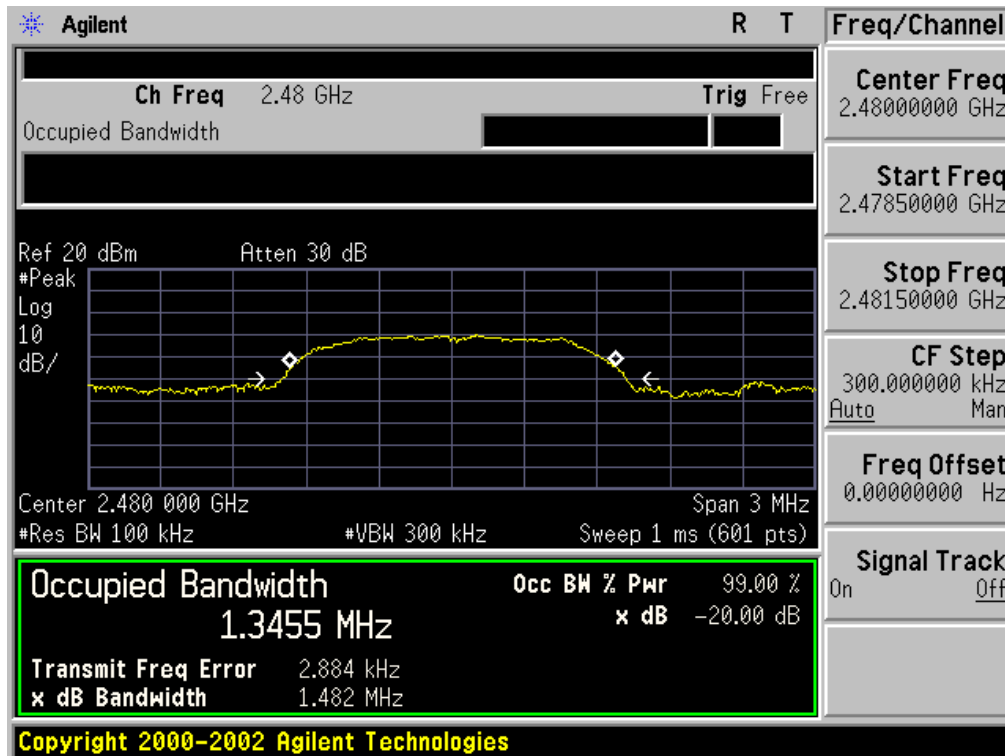 Agilent R T
Ch Freq 2.48 GHz Trig Free
Occupied Bandwidth
Ref 20 dBm Atten 30 dB
#Peak
Log
10
dB/
Center 2.480 000 GHz Span 3 MHz
#Res BW 100 kHz #VBW 300 kHz Sweep 1 ms (601 pts)
Occupied Bandwidth
1.3455 MHz
Occ BW % Pwr 99.00 %
x dB -20.00 dB
Transmit Freq Error 2.884 kHz
x dB Bandwidth 1.482 MHz
Copyright 2000-2002 Agilent Technologies
Freq/Channel
Center Freq
2.48000000 GHz
Start Freq
2.47850000 GHz
Stop Freq
2.48150000 GHz
CF Step
300.000000 kHz
Auto Man
Freq Offset
0.00000000 Hz
Signal Track
On Off